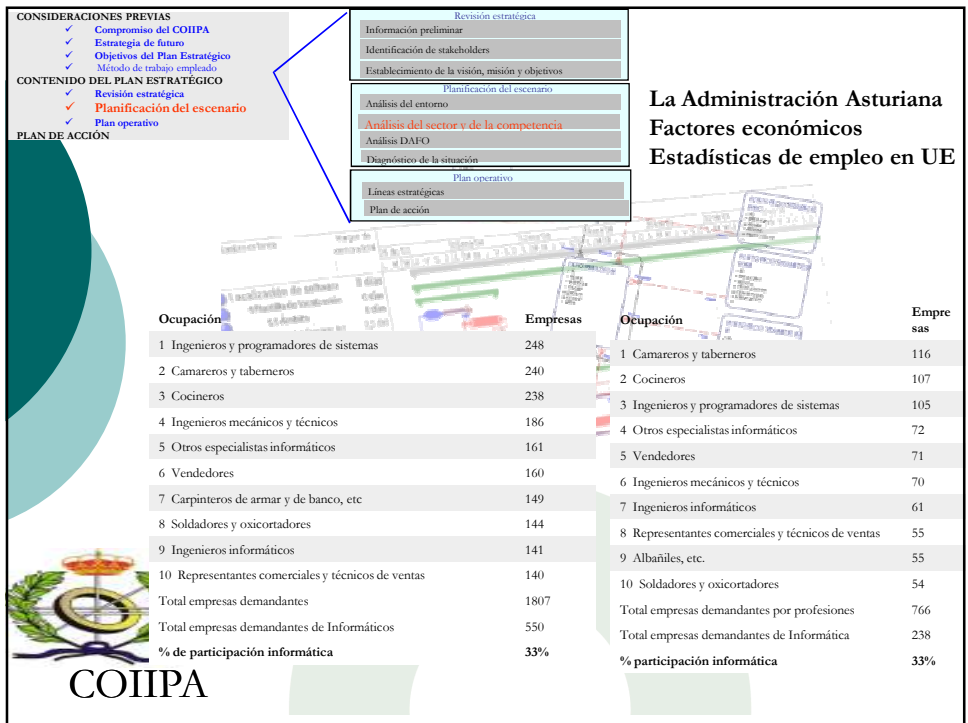 CONSIDERACIONES PREVIAS
✓ Compromiso del COIIPA
✓ Estrategia de futuro
✓ Objetivos del Plan Estratégico
✓ Método de trabajo empleado
CONTENIDO DEL PLAN ESTRATÉGICO
✓ Revisión estratégica
✓ Planificación del escenario
✓ Plan operativo
PLAN DE ACCIÓN
Revisión estratégica
Información preliminar
Identificación de stakeholders
Establecimiento de la visión, misión y objetivos
Planificación del escenario
Análisis del entorno
Análisis del sector y de la competencia
Análisis DAFO
Diagnóstico de la situación
Plan operativo
Líneas estratégicas
Plan de acción
La Administración Asturiana
Factores económicos
Estadísticas de empleo en UE
Ocupación Empresas
1 Ingenieros y programadores de sistemas 248
2 Camareros y taberneros 240
3 Cocineros 238
4 Ingenieros mecánicos y técnicos 186
5 Otros especialistas informáticos 161
6 Vendedores 160
7 Carpinteros de armar y de banco, etc 149
8 Soldadores y oxicortadores 144
9 Ingenieros informáticos 141
10 Representantes comerciales y técnicos de ventas 140
Total empresas demandantes 1807
Total empresas demandantes de Informáticos 550
% de participación informática 33%
Ocupación Empre
sas
1 Camareros y taberneros 116
2 Cocineros 107
3 Ingenieros y programadores de sistemas 105
4 Otros especialistas informáticos 72
5 Vendedores 71
6 Ingenieros mecánicos y técnicos 70
7 Ingenieros informáticos 61
8 Representantes comerciales y técnicos de ventas 55
9 Albañiles, etc. 55
10 Soldadores y oxicortadores 54
Total empresas demandantes por profesiones 766
Total empresas demandantes de Informática 238
% participación informática 33%
COIIPA